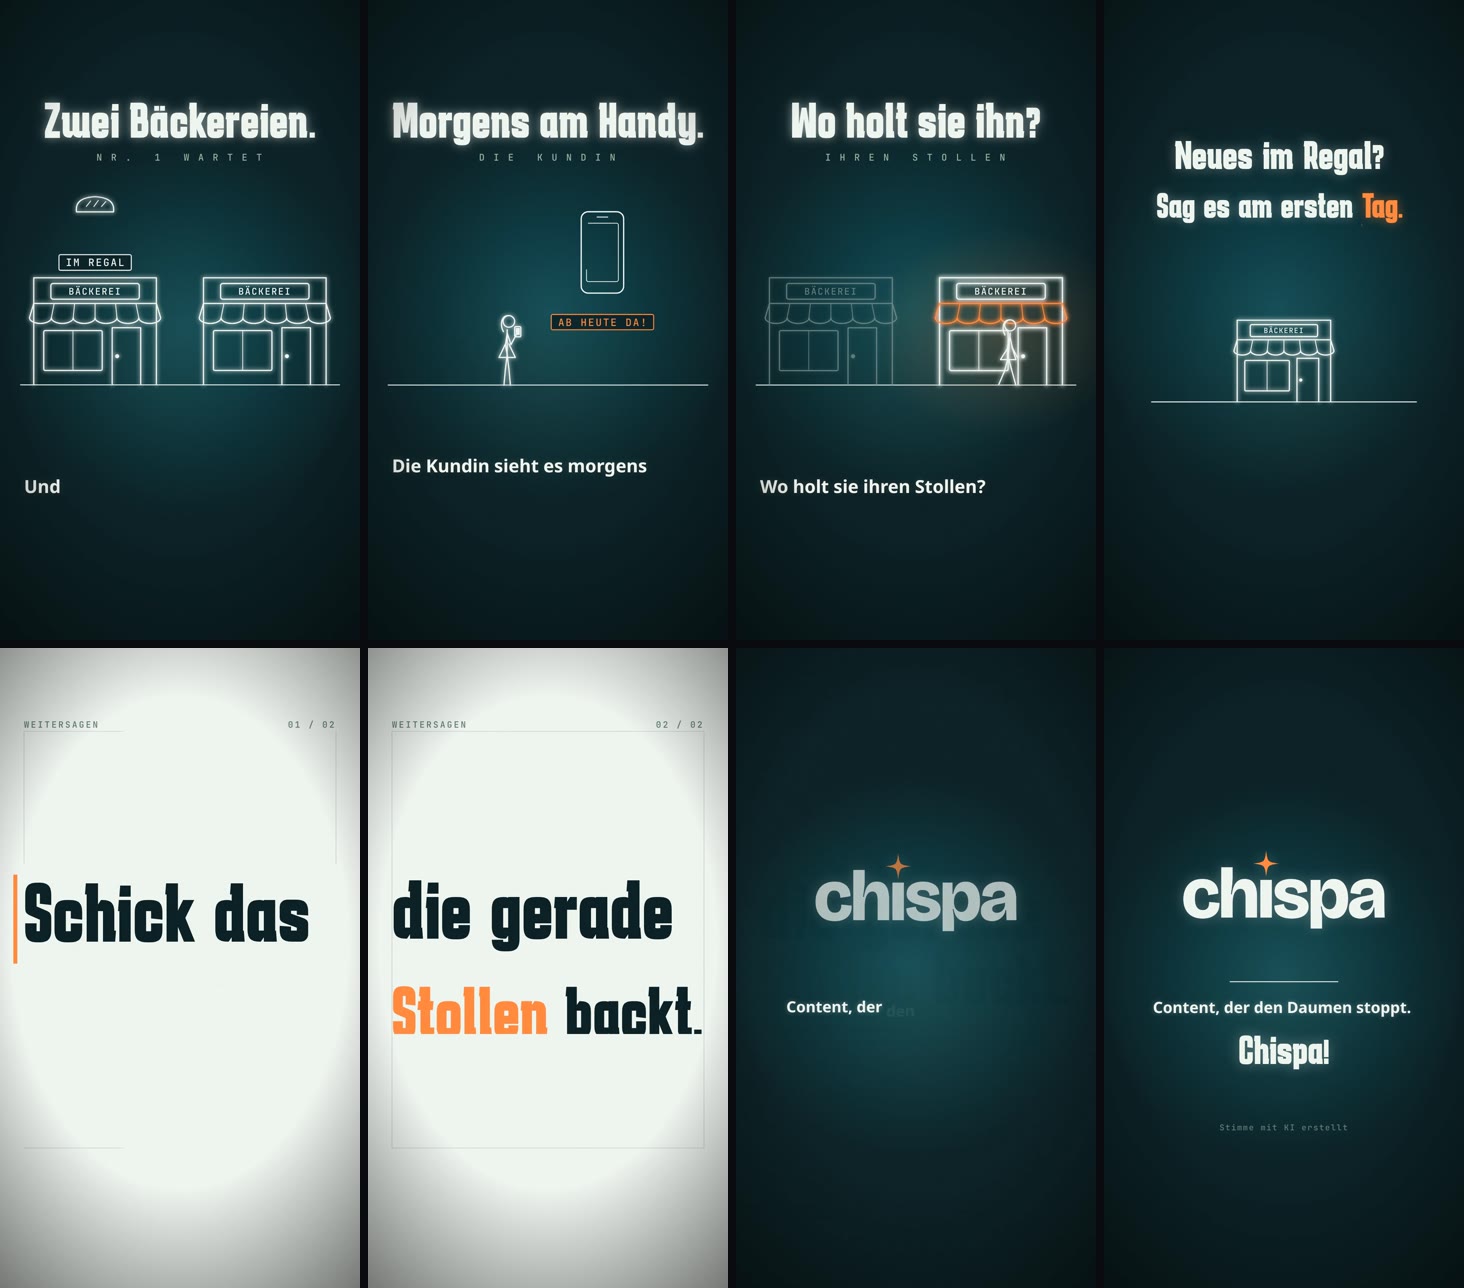 Zwei Bäckereien.
NR. 1 WARTET
IM REGAL
BÄCKEREI
BÄCKEREI
Und
Morgens am Handy.
DIE KUNDIN
AB HEUTE DA!
Die Kundin sieht es morgens
Wo holt sie ihn?
IHREN STOLLEN
BÄCKEREI
BÄCKEREI
Wo holt sie ihren Stollen?
Neues im Regal?
Sag es am ersten Tag.
BÄCKEREI
WEITERSAGEN
01 / 02
Schick das
WEITERSAGEN
02 / 02
die gerade
Stollen backt.
chispa
Content, der den
chispa
Content, der den Daumen stoppt.
Chispa!
Stimme mit KI erstellt